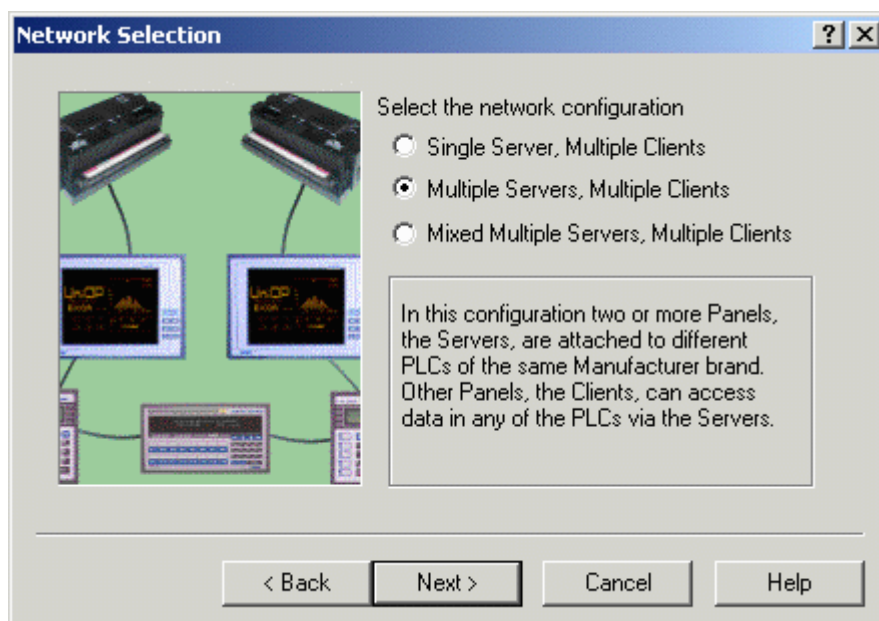 Network Selection
Select the network configuration
Single Server, Multiple Clients
Multiple Servers, Multiple Clients
Mixed Multiple Servers, Multiple Clients
UniOP
UniOP
In this configuration two or more Panels,
the Servers, are attached to different
PLCs of the same Manufacturer brand.
Other Panels, the Clients, can access
data in any of the PLCs via the Servers.
< Back
Next >
Cancel
Help